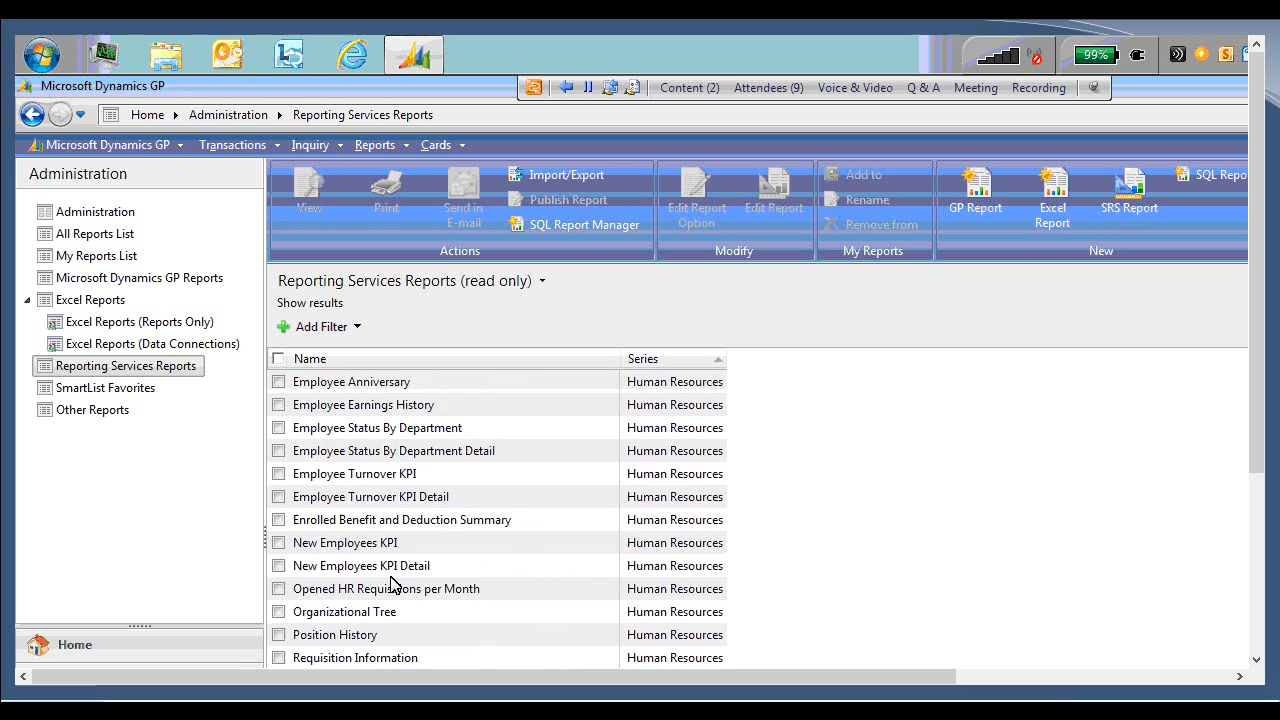 99%
Microsoft Dynamics GP
Content (2) Attendees (9) Voice & Video Q & A Meeting Recording
Home Administration Reporting Services Reports
Microsoft Dynamics GP Transactions Inquiry Reports Cards
Administration
Administration
All Reports List
My Reports List
Microsoft Dynamics GP Reports
Excel Reports
Excel Reports (Reports Only)
Excel Reports (Data Connections)
Reporting Services Reports
SmartList Favorites
Other Reports
Home
View
Print
Send in
E-mail
Import/Export
Publish Report
SQL Report Manager
Actions
Edit Report
Option
Edit Report
Modify
Add to
Rename
Remove from
My Reports
GP Report
Excel
Report
SRS Report
SQL Repo
New
Reporting Services Reports (read only)
Show results
Add Filter
Name Series
Employee Anniversary Human Resources
Employee Earnings History Human Resources
Employee Status By Department Human Resources
Employee Status By Department Detail Human Resources
Employee Turnover KPI Human Resources
Employee Turnover KPI Detail Human Resources
Enrolled Benefit and Deduction Summary Human Resources
New Employees KPI Human Resources
New Employees KPI Detail Human Resources
Opened HR Requisitions per Month Human Resources
Organizational Tree Human Resources
Position History Human Resources
Requisition Information Human Resources